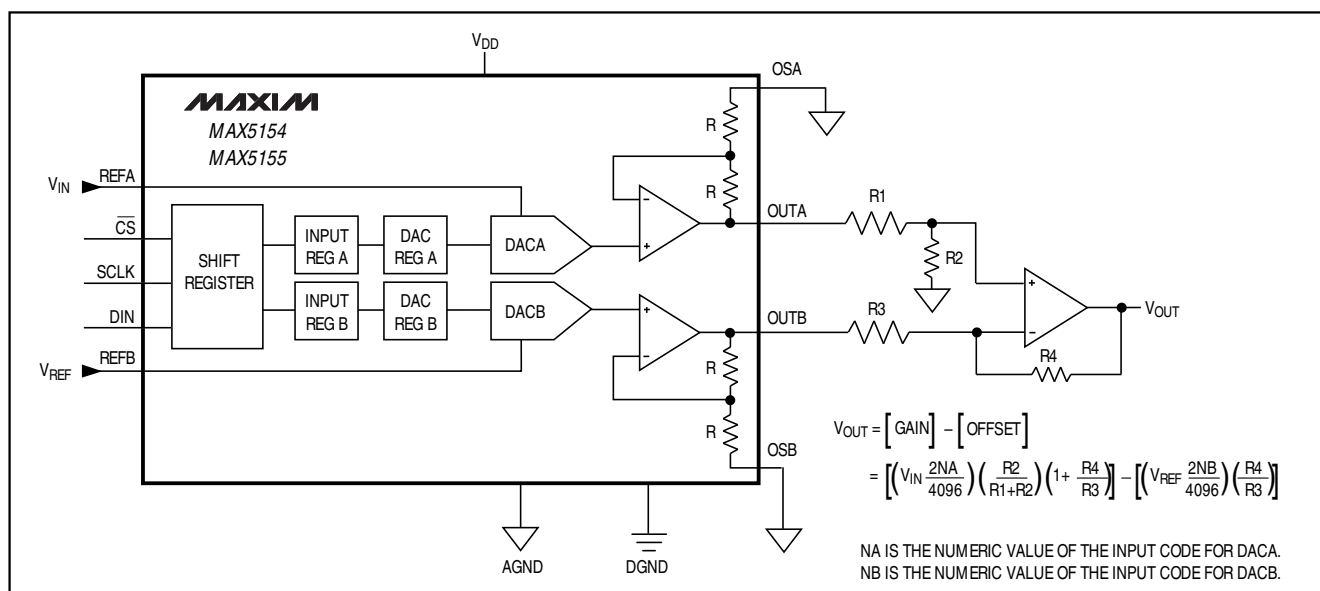 V_DD
OSA
MAXIM
MAX5154
MAX5155
R
V_IN
REFA
R
R1
OUTA
C̅S̅
SHIFT
REGISTER
INPUT
REG A
DAC
REG A
DACA
R2
SCLK
INPUT
REG B
DAC
REG B
DACB
DIN
OUTB
R3
V_OUT
R4
V_REF
REFB
R
R
OSB
V_OUT = [GAIN] – [OFFSET]
= [(V_IN 2NA/4096)(R2/R1+R2)(1+ R4/R3)] – [(V_REF 2NB/4096)(R4/R3)]
AGND
DGND
NA IS THE NUMERIC VALUE OF THE INPUT CODE FOR DACA.
NB IS THE NUMERIC VALUE OF THE INPUT CODE FOR DACB.
+
–
+
–
+
–